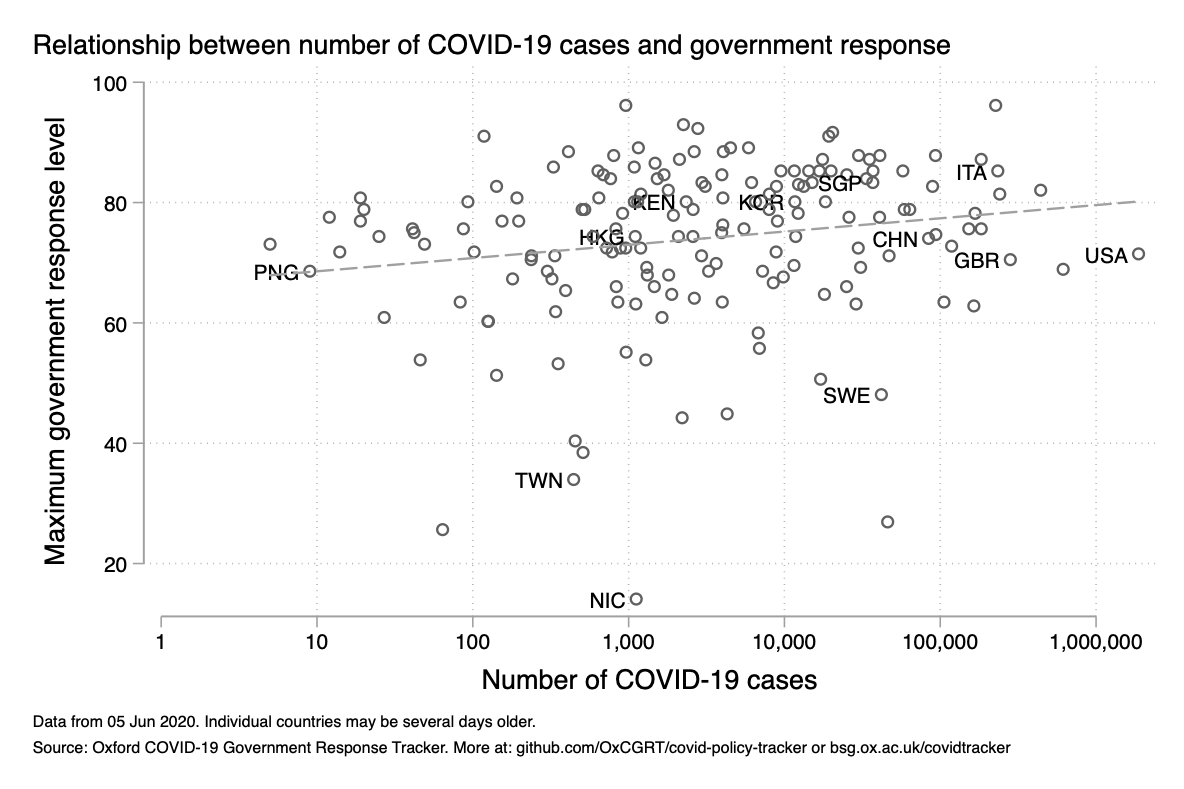 Relationship between number of COVID-19 cases and government response
Maximum government response level
100
80
60
40
20
ITA
SGP
KEN
KOR
HKG
CHN
GBR
USA
PNG
SWE
TWN
NIC
1
10
100
1,000
10,000
100,000
1,000,000
Number of COVID-19 cases
Data from 05 Jun 2020. Individual countries may be several days older.
Source: Oxford COVID-19 Government Response Tracker. More at: github.com/OxCGRT/covid-policy-tracker or bsg.ox.ac.uk/covidtracker